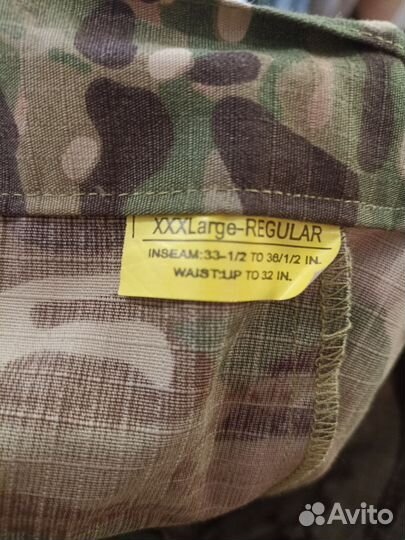 XXXLarge-REGULAR
INSEAM:33-1/2 TO 36/1/2 IN.
WAIST:UP TO 32 IN.
Avito